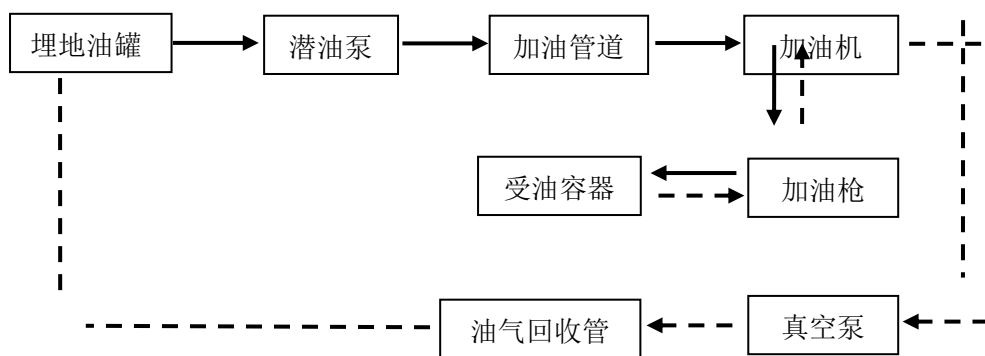 埋地油罐
潜油泵
加油管道
加油机
受油容器
加油枪
油气回收管
真空泵